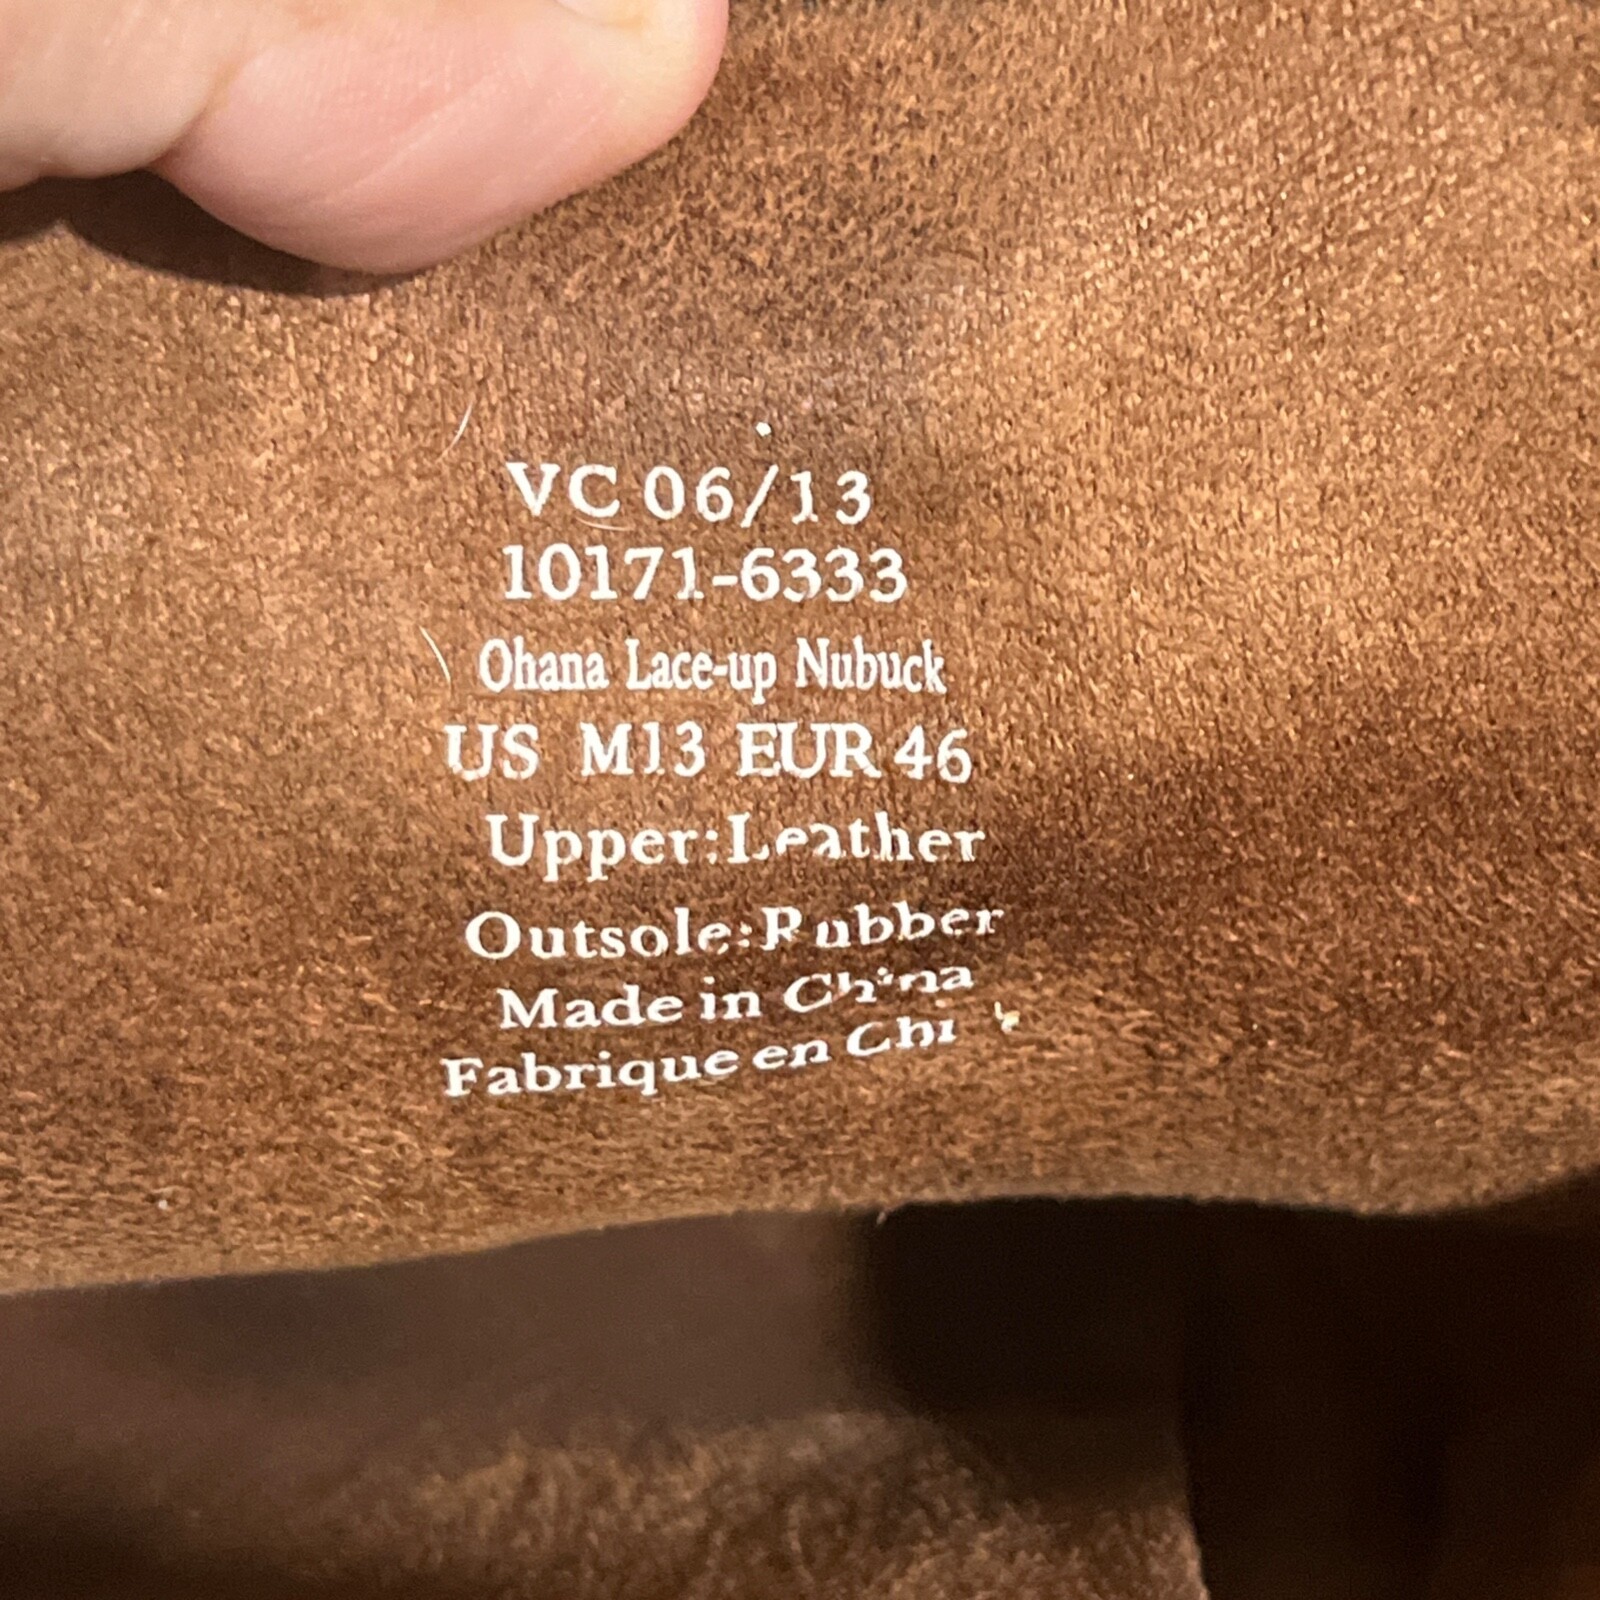 VC 06/13
10171-6333
Ohana Lace-up Nubuck
US M13 EUR 46
Upper:Leather
Outsole:Rubber
Made in China
Fabrique en Chi